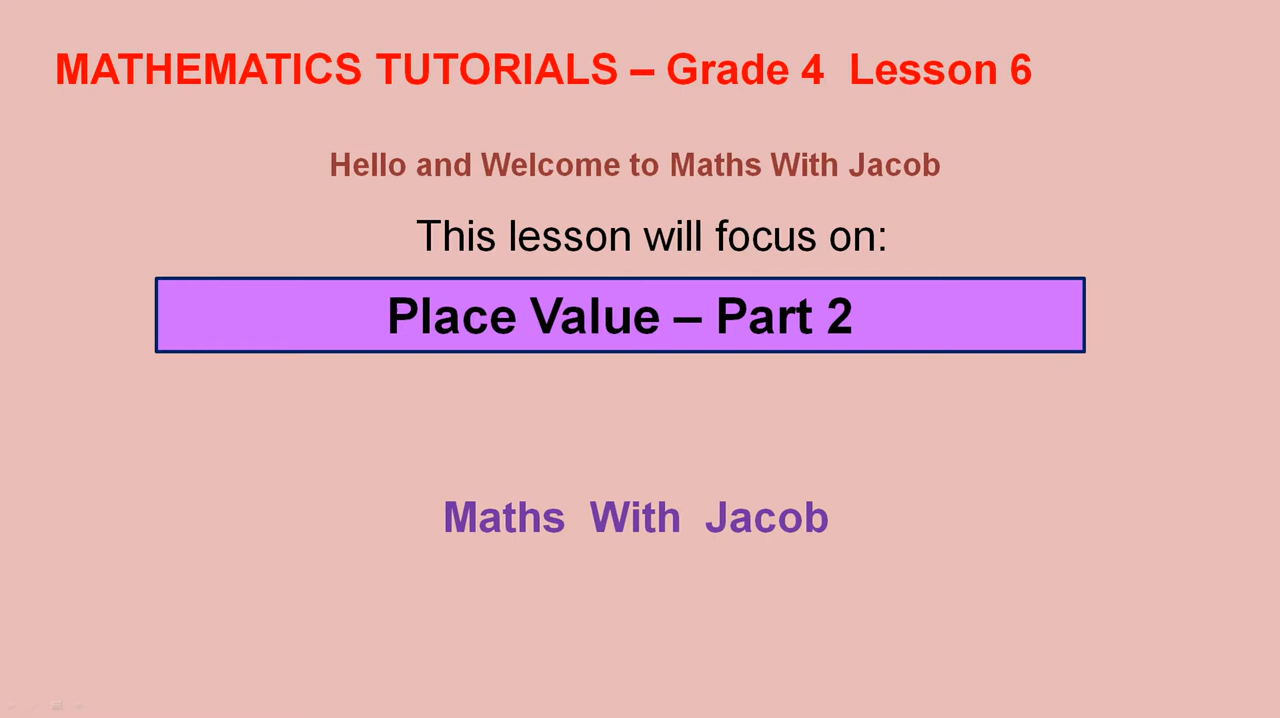 MATHEMATICS TUTORIALS – Grade 4 Lesson 6
Hello and Welcome to Maths With Jacob
This lesson will focus on:
Place Value – Part 2
Maths With Jacob